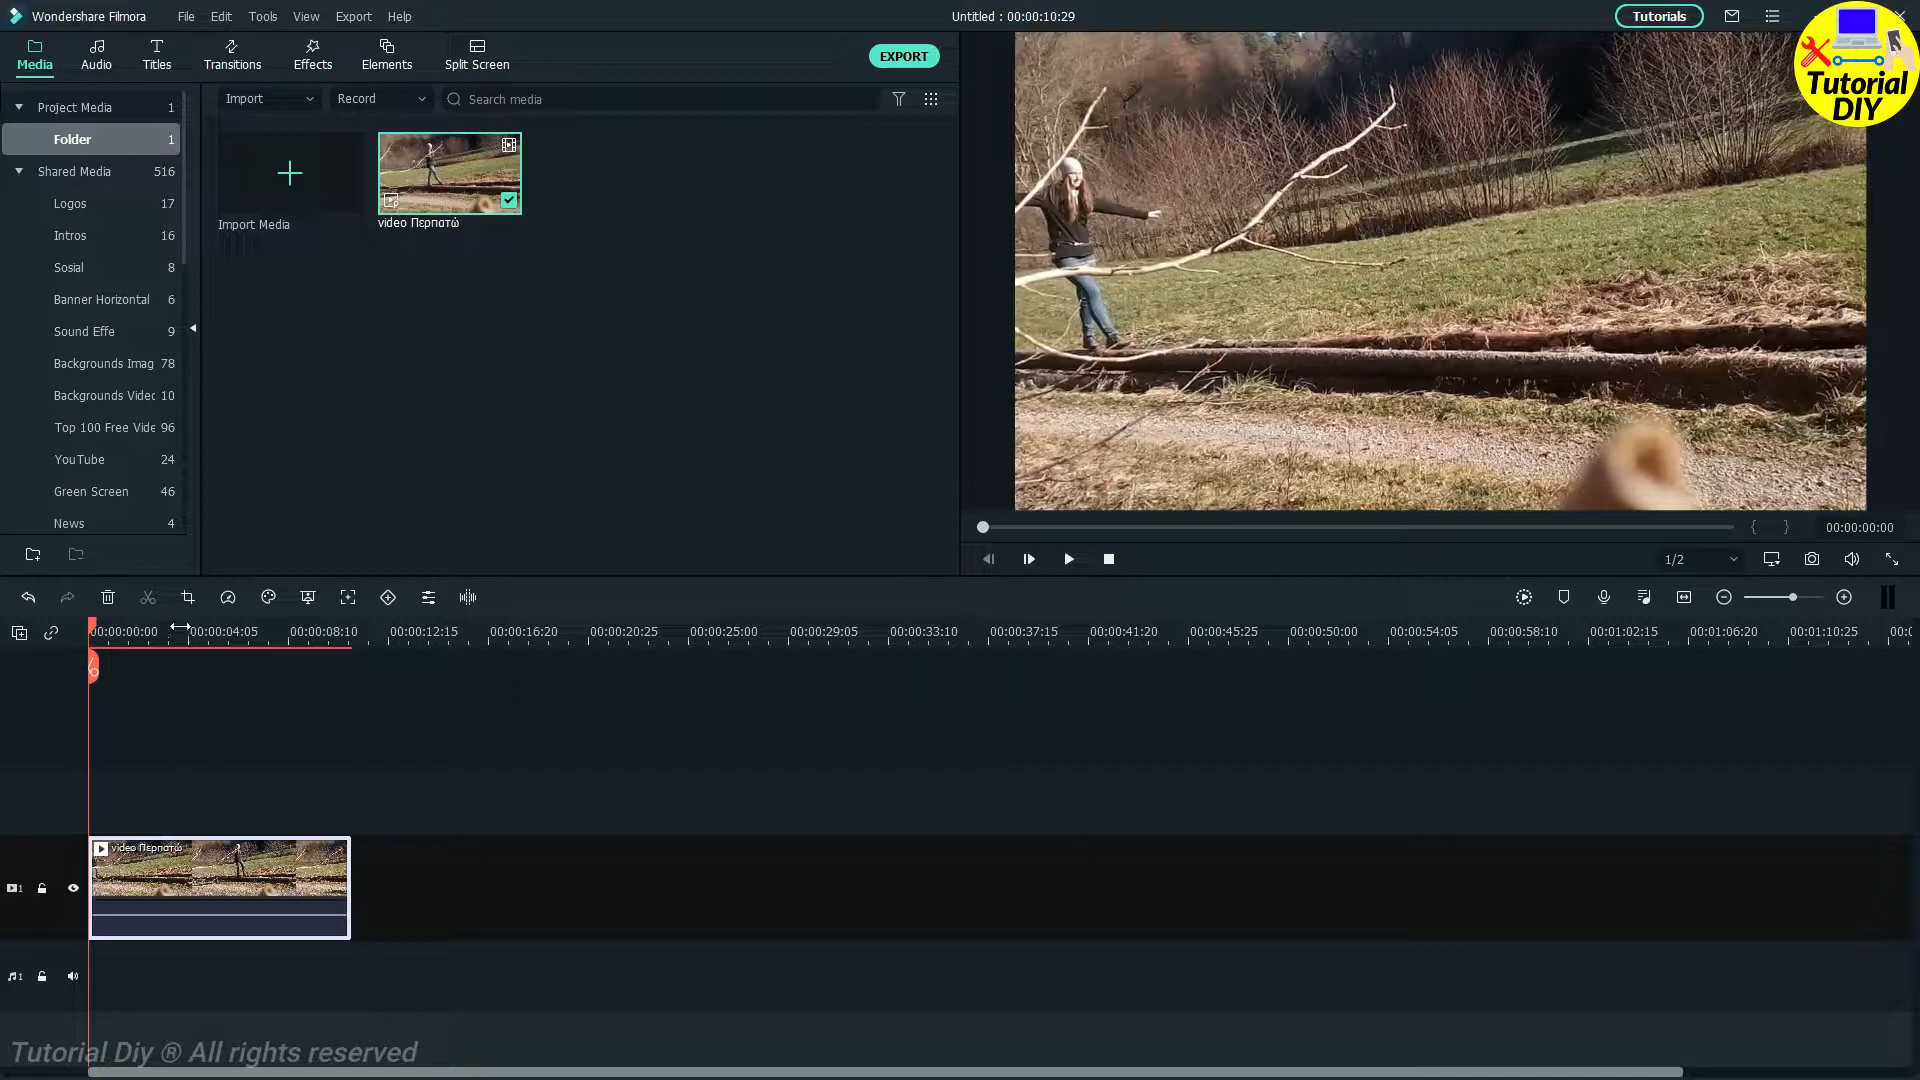 Wondershare Filmora File Edit Tools View Export Help Untitled : 00:00:10:29 Tutorials
Media Audio Titles Transitions Effects Elements Split Screen EXPORT
Tutorial
DIY
Project Media 1
Folder 1
Shared Media 516
Logos 17
Intros 16
Sosial 8
Banner Horizontal 6
Sound Effe 9
Backgrounds Imag 78
Backgrounds Videc 10
Top 100 Free Vide 96
YouTube 24
Green Screen 46
News 4
Import Record Search media
Import Media
video Περπατώ
{ } 00:00:00:00
1/2
00:00:00:00 00:00:04:05 00:00:08:10 00:00:12:15 00:00:16:20 00:00:20:25 00:00:25:00 00:00:29:05 00:00:33:10 00:00:37:15 00:00:41:20 00:00:45:25 00:00:50:00 00:00:54:05 00:00:58:10 00:01:02:15 00:01:06:20 00:01:10:25 00:0
video Περπατώ
1
1
Tutorial Diy ® All rights reserved